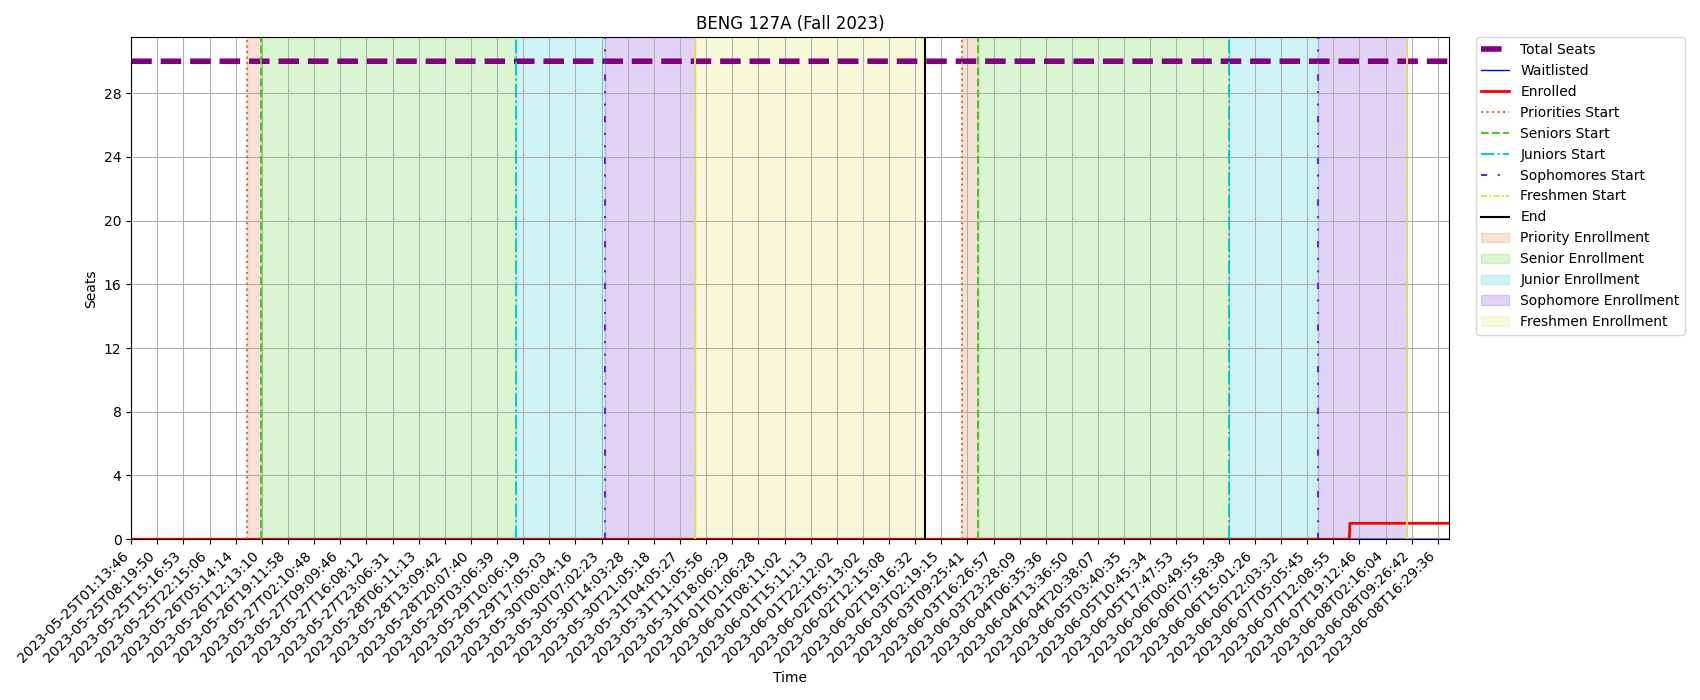 BENG 127A (Fall 2023)
Seats
28
24
20
16
12
8
4
0
2023-05-25T01:13:46
2023-05-25T08:19:50
2023-05-25T15:16:53
2023-05-25T22:15:06
2023-05-26T05:14:14
2023-05-26T12:13:10
2023-05-26T19:11:58
2023-05-27T02:10:48
2023-05-27T09:09:46
2023-05-27T16:08:12
2023-05-27T23:06:31
2023-05-28T06:11:13
2023-05-28T13:09:42
2023-05-28T20:07:40
2023-05-29T03:06:39
2023-05-29T10:06:19
2023-05-29T17:05:03
2023-05-30T00:04:16
2023-05-30T07:02:23
2023-05-30T14:03:28
2023-05-30T21:05:18
2023-05-31T04:05:27
2023-05-31T11:05:56
2023-05-31T18:06:29
2023-06-01T01:06:28
2023-06-01T08:11:02
2023-06-01T15:11:13
2023-06-01T22:12:02
2023-06-02T05:13:02
2023-06-02T12:15:08
2023-06-02T19:16:32
2023-06-03T02:19:15
2023-06-03T09:25:41
2023-06-03T16:26:57
2023-06-03T23:28:09
2023-06-04T06:35:36
2023-06-04T13:36:50
2023-06-04T20:38:07
2023-06-05T03:40:35
2023-06-05T10:45:34
2023-06-05T17:47:53
2023-06-06T00:49:55
2023-06-06T07:58:38
2023-06-06T15:01:26
2023-06-06T22:03:32
2023-06-07T05:05:45
2023-06-07T12:08:55
2023-06-07T19:12:46
2023-06-08T02:16:04
2023-06-08T09:26:42
2023-06-08T16:29:36
Time
Total Seats
Waitlisted
Enrolled
Priorities Start
Seniors Start
Juniors Start
Sophomores Start
Freshmen Start
End
Priority Enrollment
Senior Enrollment
Junior Enrollment
Sophomore Enrollment
Freshmen Enrollment